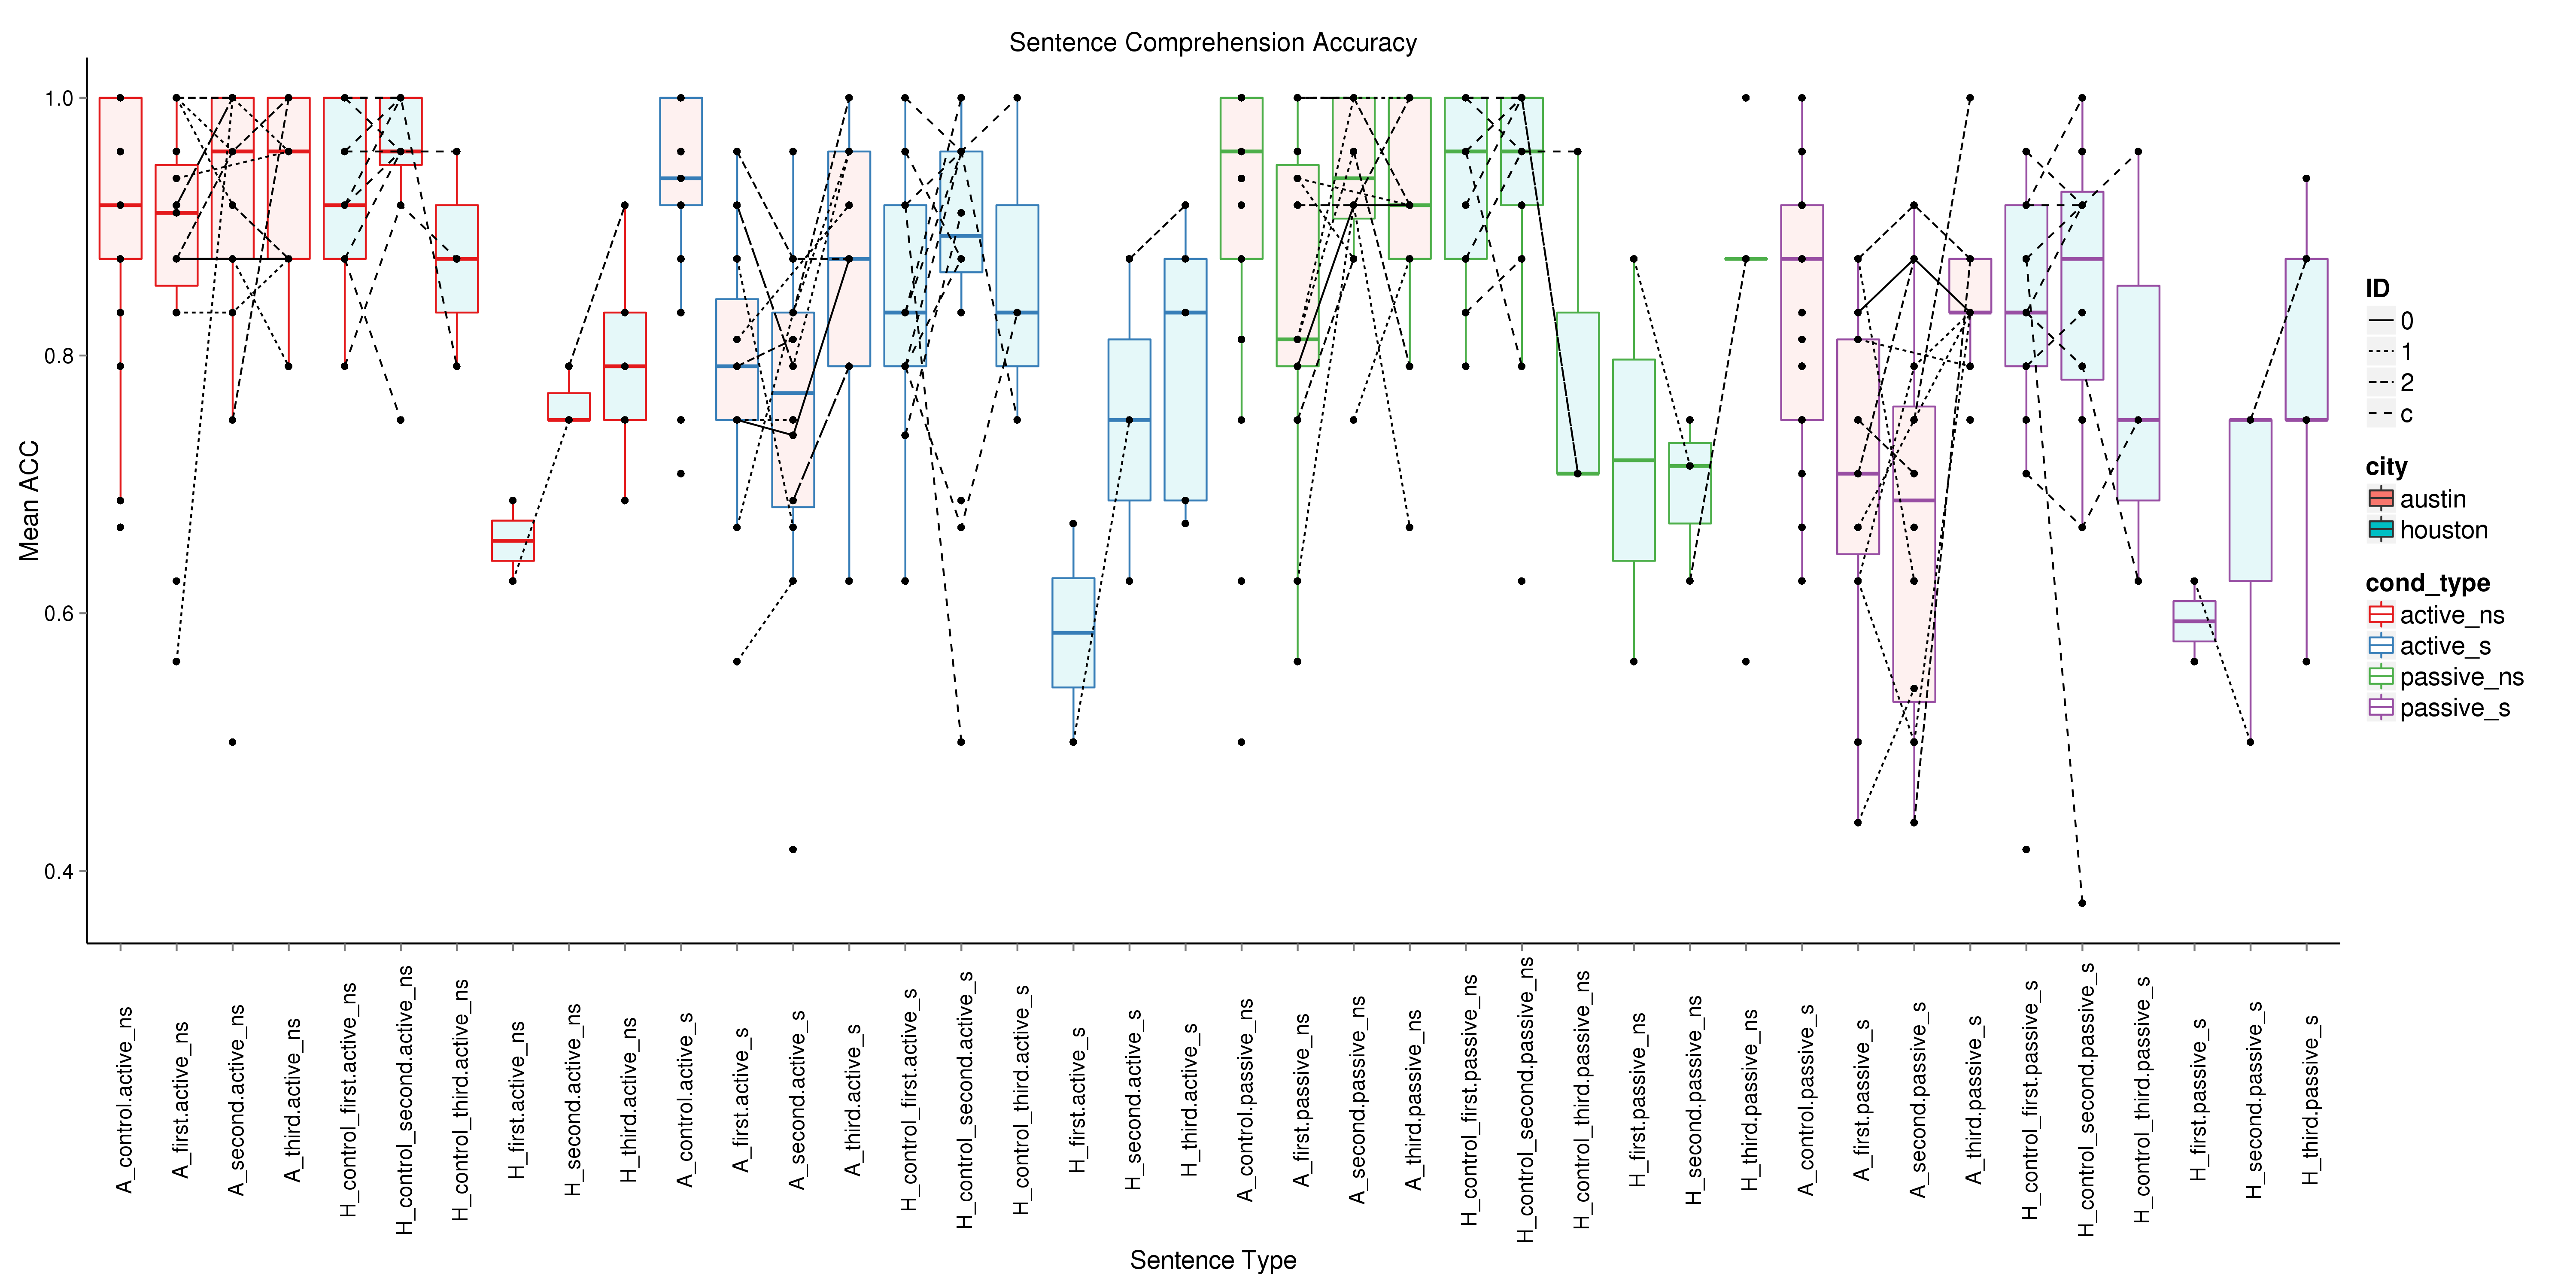 Sentence Comprehension Accuracy
Mean ACC
1.0
0.8
0.6
0.4
A_control.active_ns
A_first.active_ns
A_second.active_ns
A_third.active_ns
H_control_first.active_ns
H_control_second.active_ns
H_control_third.active_ns
H_first.active_ns
H_second.active_ns
H_third.active_ns
A_control.active_s
A_first.active_s
A_second.active_s
A_third.active_s
H_control_first.active_s
H_control_second.active_s
H_control_third.active_s
H_first.active_s
H_second.active_s
H_third.active_s
A_control.passive_ns
A_first.passive_ns
A_second.passive_ns
A_third.passive_ns
H_control_first.passive_ns
H_control_second.passive_ns
H_control_third.passive_ns
H_first.passive_ns
H_second.passive_ns
H_third.passive_ns
A_control.passive_s
A_first.passive_s
A_second.passive_s
A_third.passive_s
H_control_first.passive_s
H_control_second.passive_s
H_control_third.passive_s
H_first.passive_s
H_second.passive_s
H_third.passive_s
Sentence Type
ID
0
1
2
c
city
austin
houston
cond_type
active_ns
active_s
passive_ns
passive_s